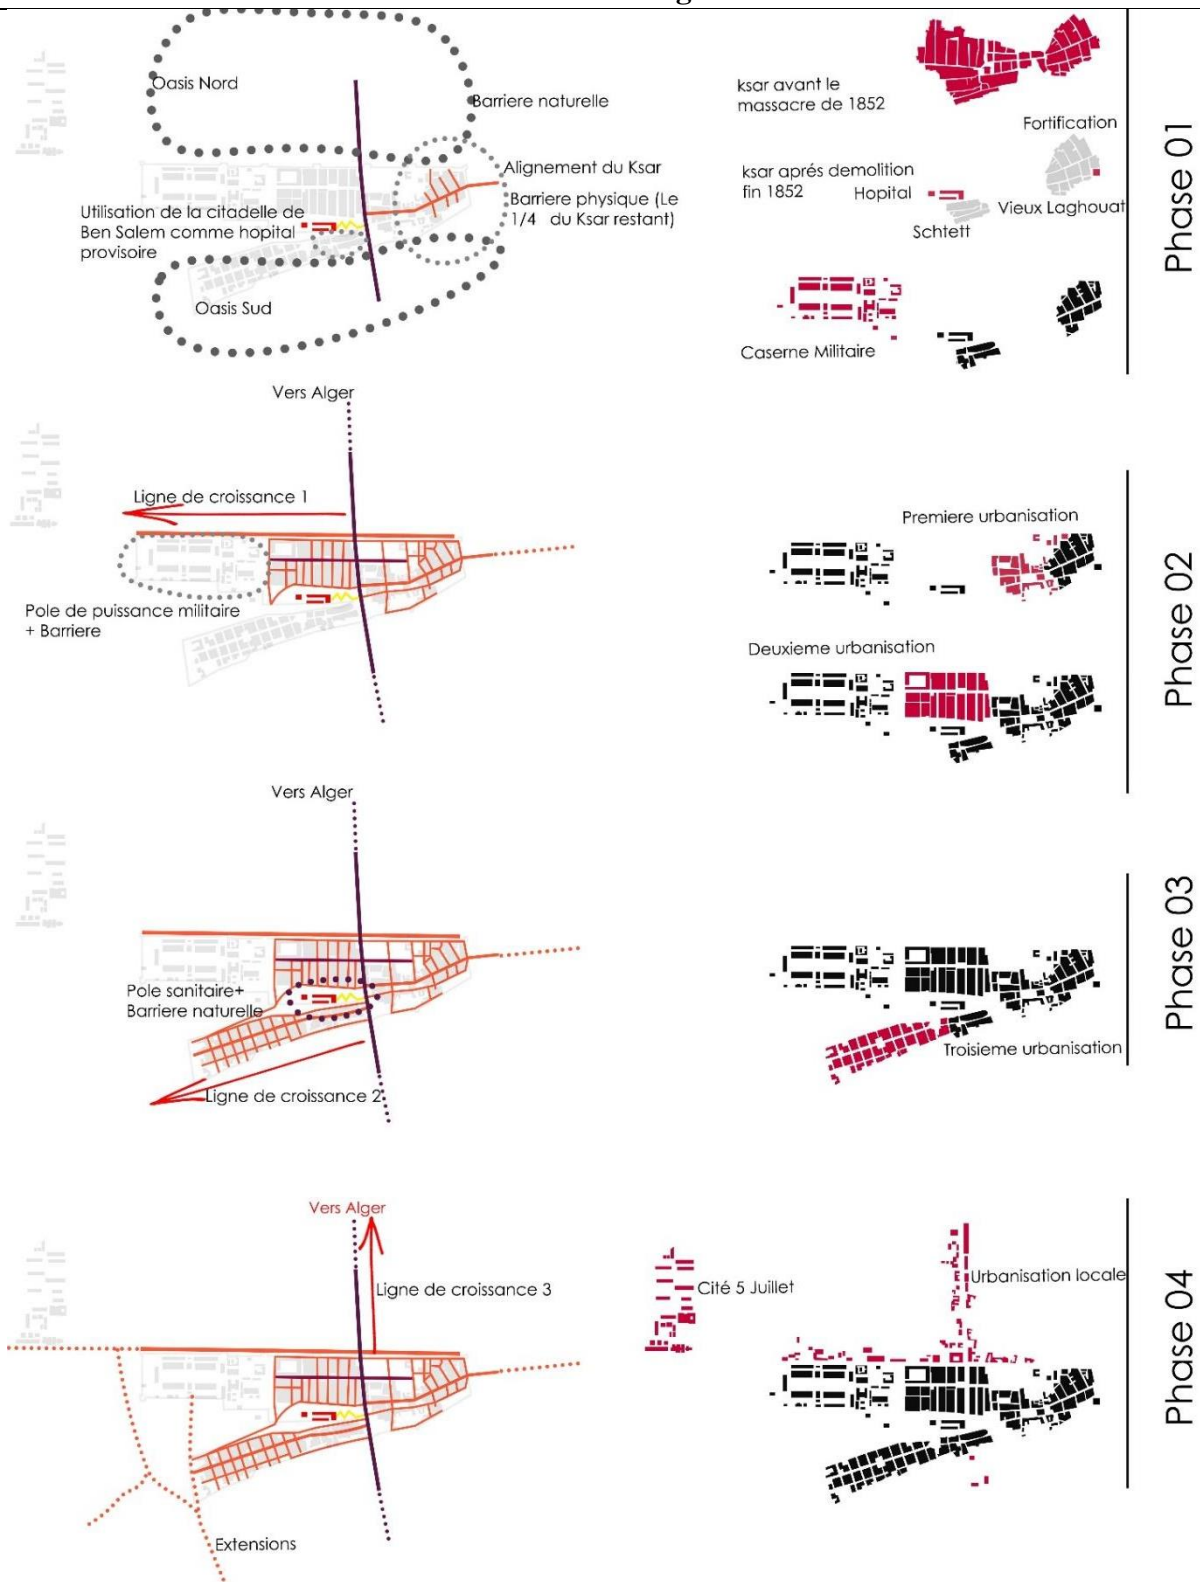 Oasis Nord
Barriere naturelle
Alignement du Ksar
Barriere physique (Le
1/4 du Ksar restant)
Utilisation de la citadelle de
Ben Salem comme hopital
provisoire
Oasis Sud
ksar avant le
massacre de 1852
Fortification
ksar aprés demolition
fin 1852
Hopital
Vieux Laghouat
Schtett
Caserne Militaire
Phase 01
Vers Alger
Ligne de croissance 1
Pole de puissance militaire
+ Barriere
Premiere urbanisation
Deuxieme urbanisation
Phase 02
Vers Alger
Pole sanitaire+
Barriere naturelle
Ligne de croissance 2
Troisieme urbanisation
Phase 03
Vers Alger
Ligne de croissance 3
Extensions
Cité 5 Juillet
Urbanisation locale
Phase 04